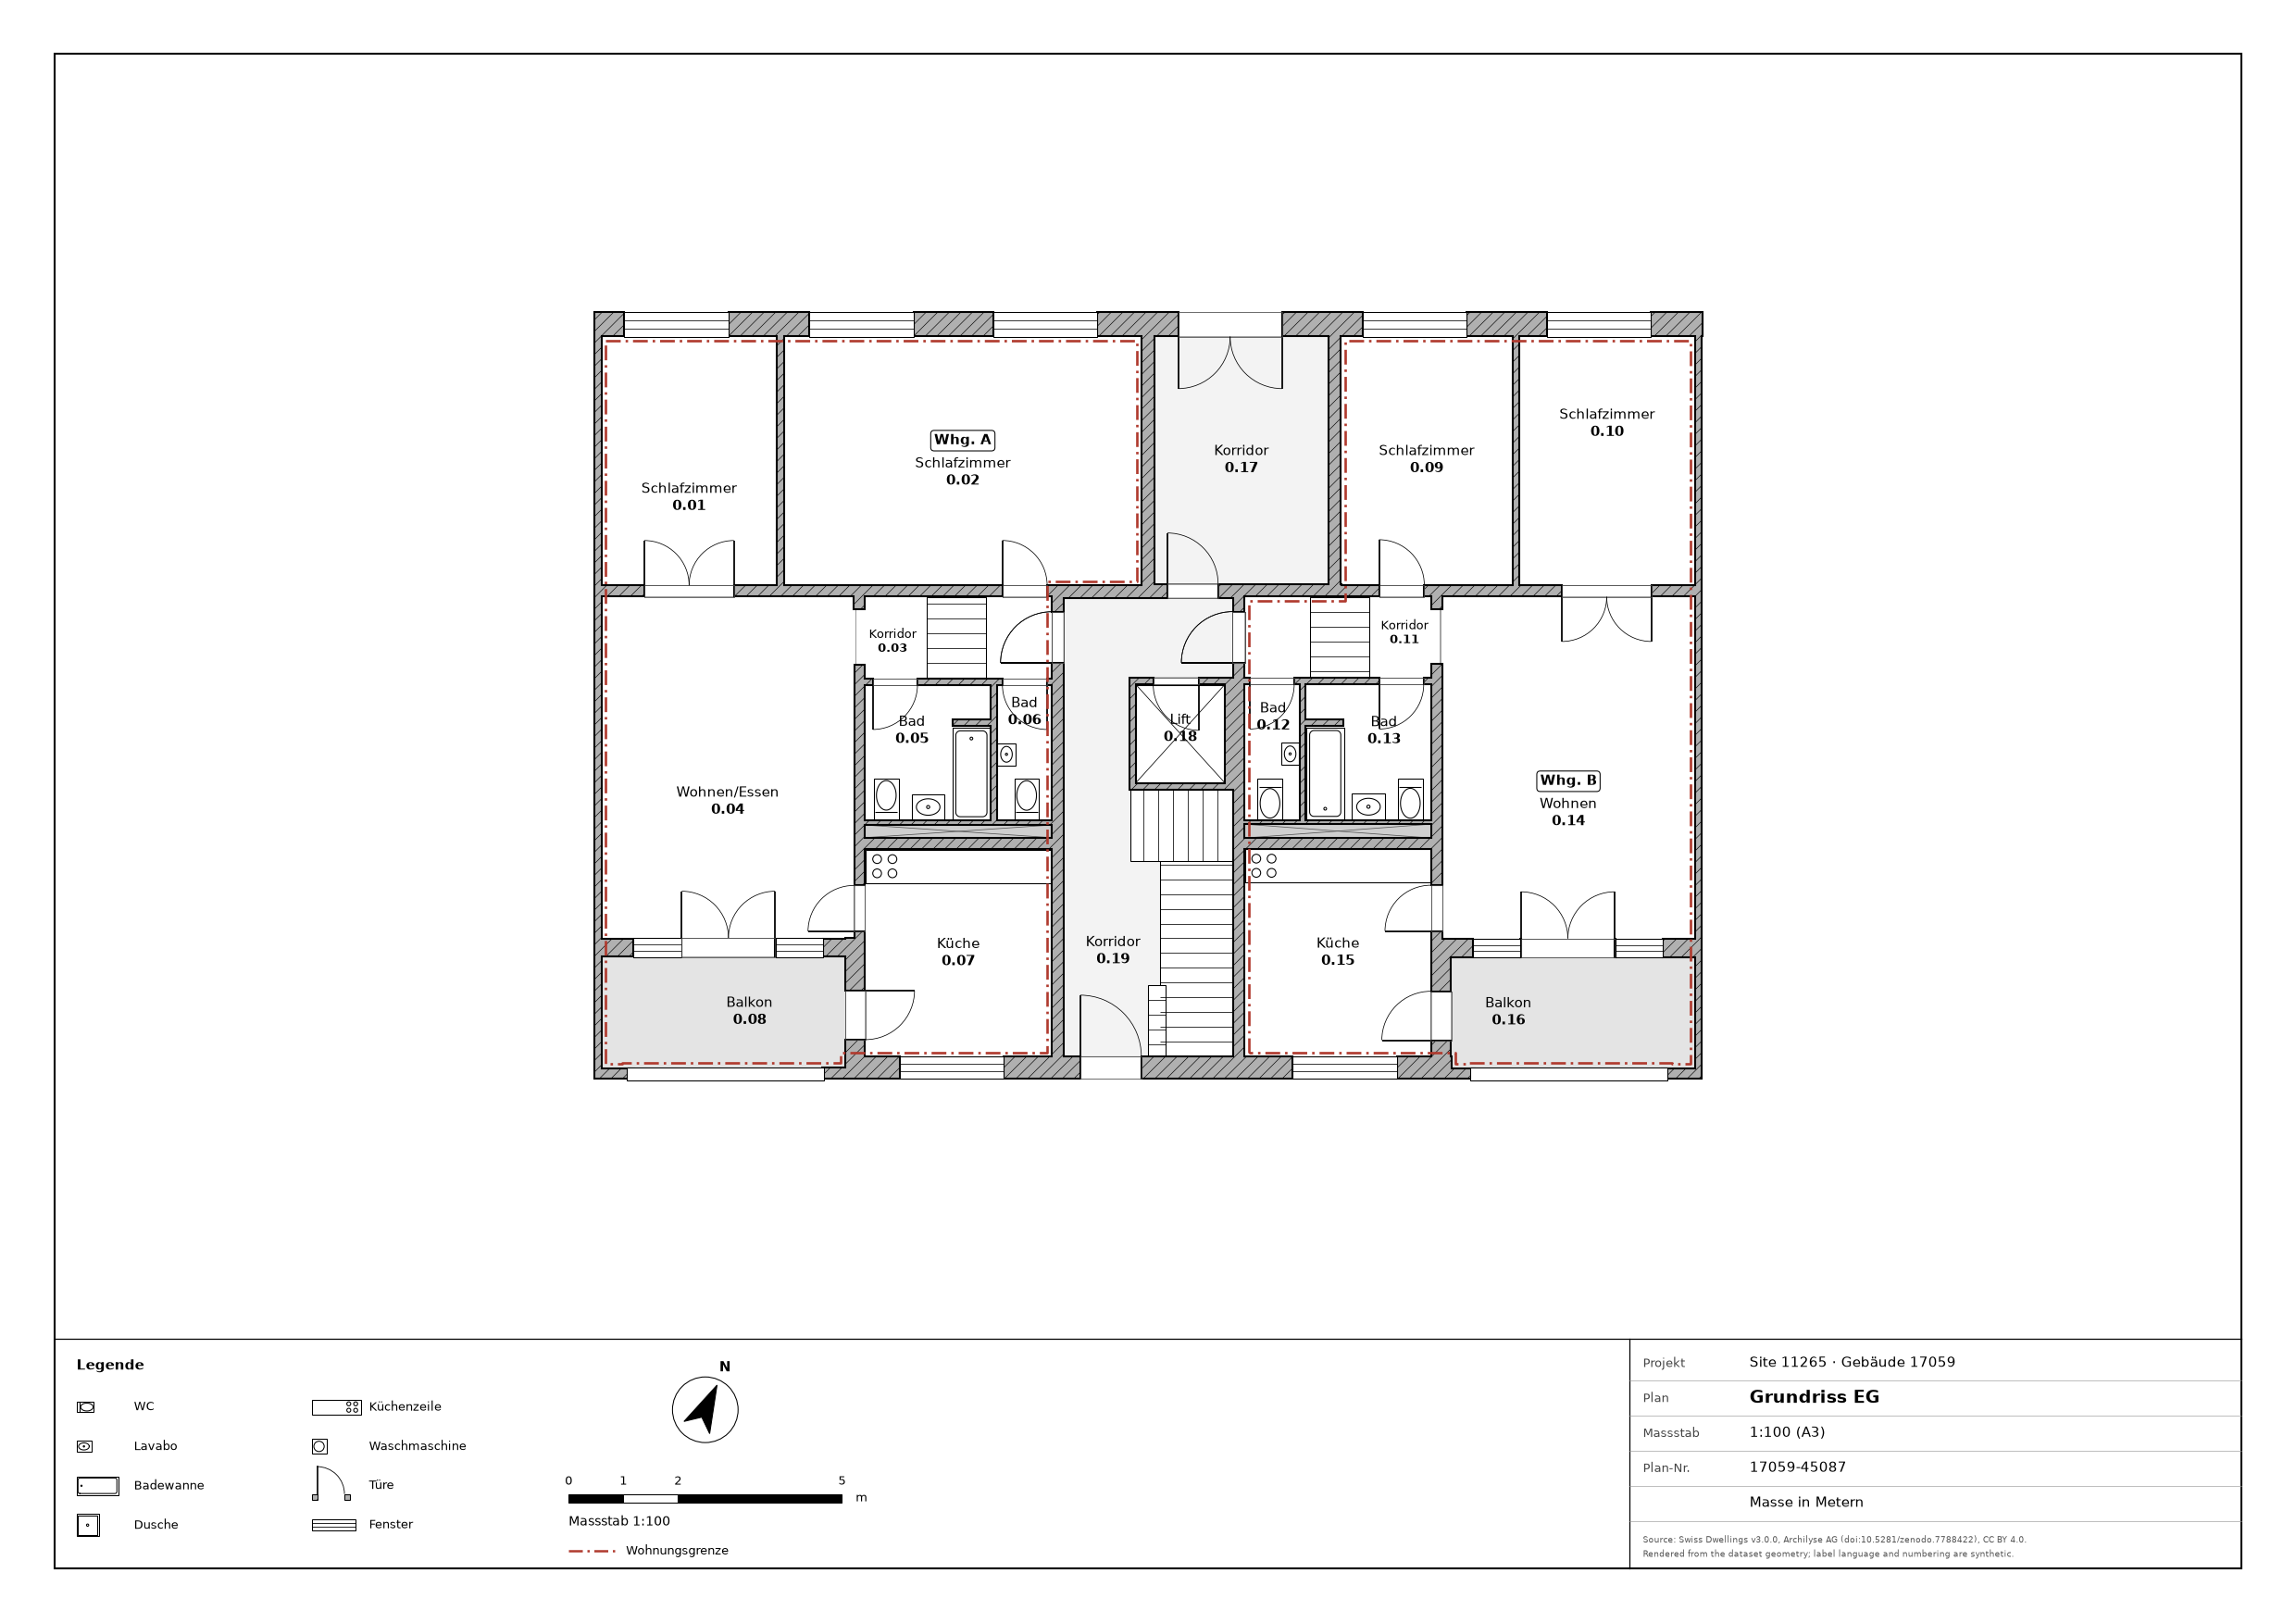 Whg. A
Schlafzimmer
0.02
Schlafzimmer
0.01
Korridor
0.17
Schlafzimmer
0.09
Schlafzimmer
0.10
Korridor
0.03
Korridor
0.11
Bad
0.05
Bad
0.06
Lift
0.18
Bad
0.12
Bad
0.13
Wohnen/Essen
0.04
Whg. B
Wohnen
0.14
Küche
0.07
Korridor
0.19
Küche
0.15
Balkon
0.08
Balkon
0.16
Legende
WC
Lavabo
Badewanne
Dusche
Küchenzeile
Waschmaschine
Türe
Fenster
N
0 1 2 5
m
Massstab 1:100
Wohnungsgrenze
Projekt Site 11265 · Gebäude 17059
Plan Grundriss EG
Massstab 1:100 (A3)
Plan-Nr. 17059-45087
Masse in Metern
Source: Swiss Dwellings v3.0.0, Archilyse AG (doi:10.5281/zenodo.7788422), CC BY 4.0.
Rendered from the dataset geometry; label language and numbering are synthetic.